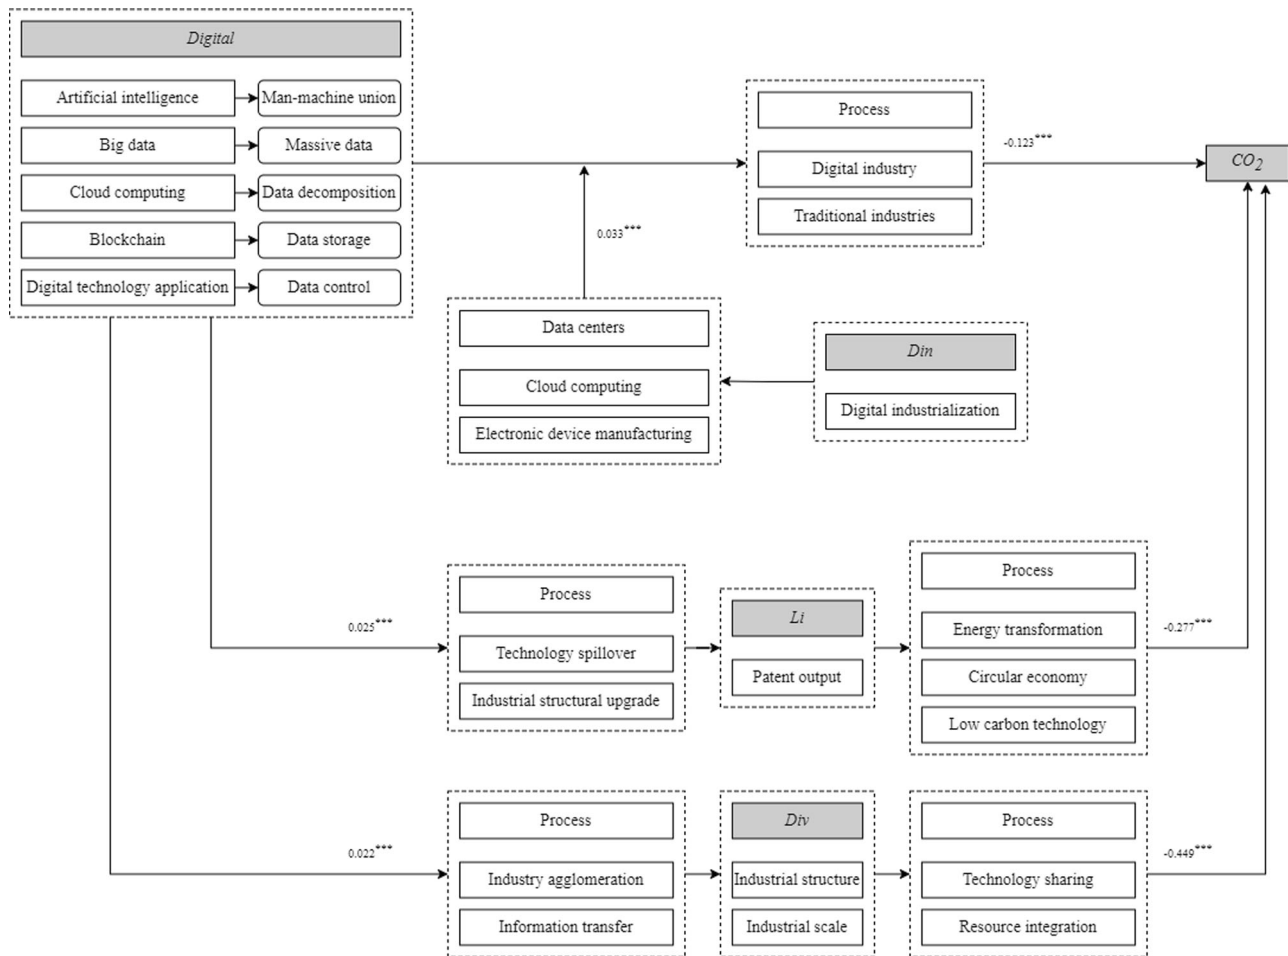 Digital
Artificial intelligence
Man-machine union
Big data
Massive data
Cloud computing
Data decomposition
Blockchain
Data storage
Digital technology application
Data control
Process
Digital industry
Traditional industries
-0.123***
CO2
0.033***
Data centers
Cloud computing
Electronic device manufacturing
Din
Digital industrialization
0.025***
Process
Technology spillover
Industrial structural upgrade
Li
Patent output
Process
Energy transformation
Circular economy
Low carbon technology
-0.277***
0.022***
Process
Industry agglomeration
Information transfer
Div
Industrial structure
Industrial scale
Process
Technology sharing
Resource integration
-0.449***